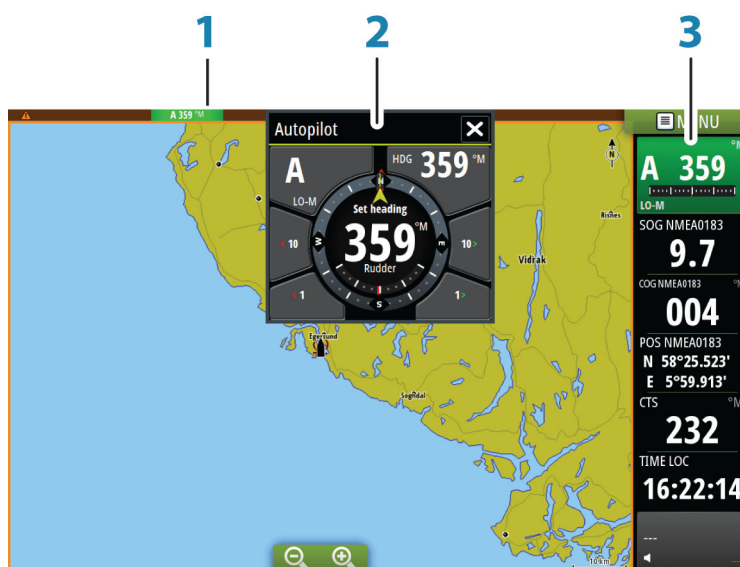 1
2
3
A 359 °M
Autopilot
A
HDG 359 °M
LO-M
N
Set heading
359 °M
Rudder
W
E
S
< 10
10 >
< 1
1 >
MENU
N
A 359 °M
LO-M
SOG NMEA0183
9.7
COG NMEA0183 °M
004
POS NMEA0183
N 58°25.523'
E 5°59.913'
CTS °M
232
TIME LOC
16:22:14
---
Vidrak
Egersund
Sogndal
10 km